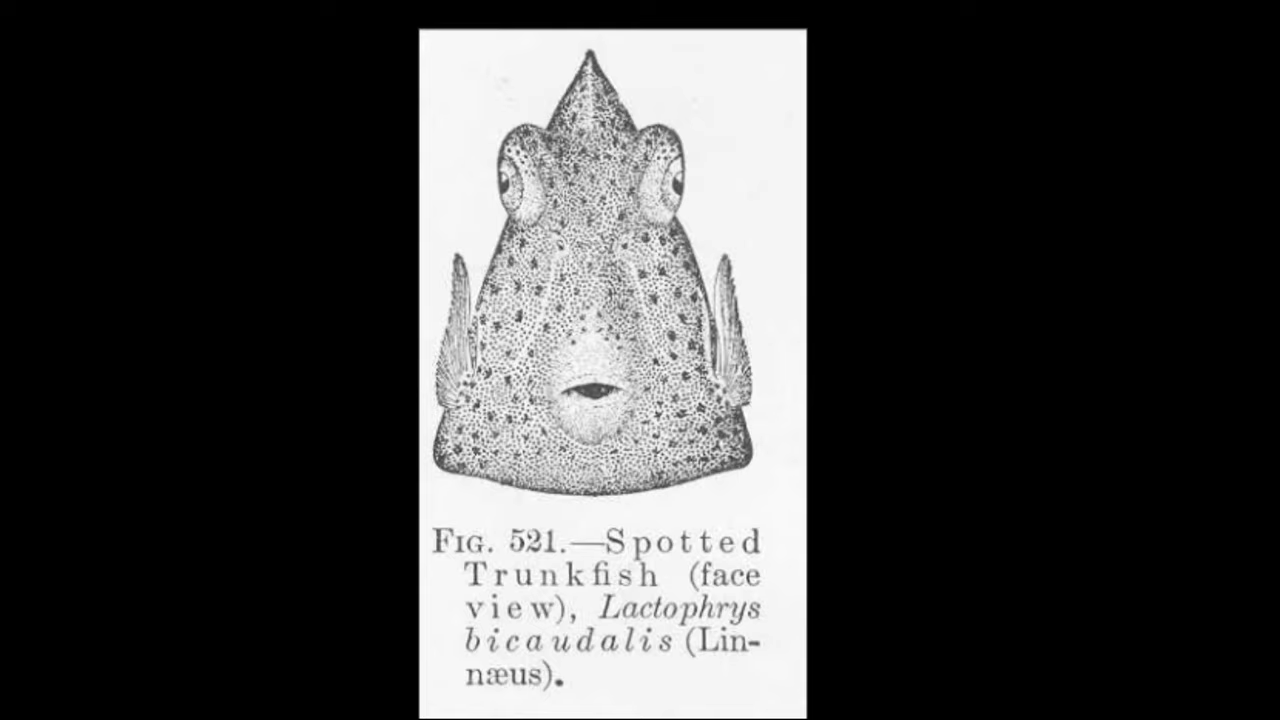 FIG. 521.—Spotted
Trunkfish (face
view), Lactophrys
bicaudalis (Lin-
næus).